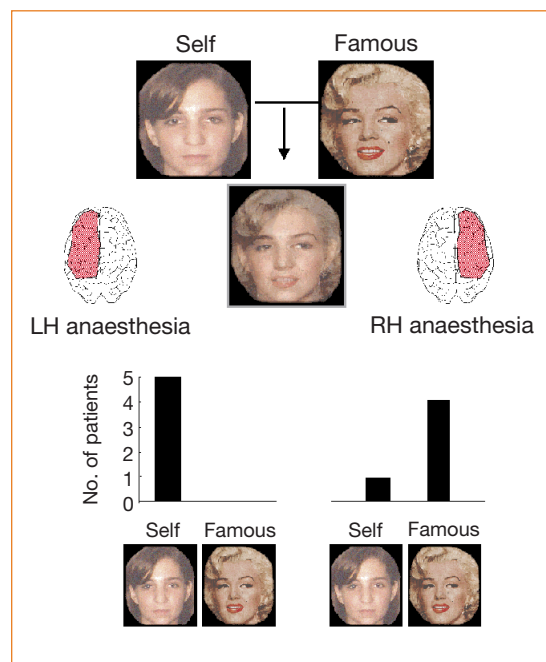 Self Famous
LH anaesthesia RH anaesthesia
No. of patients
5
4
3
2
1
0
Self Famous Self Famous